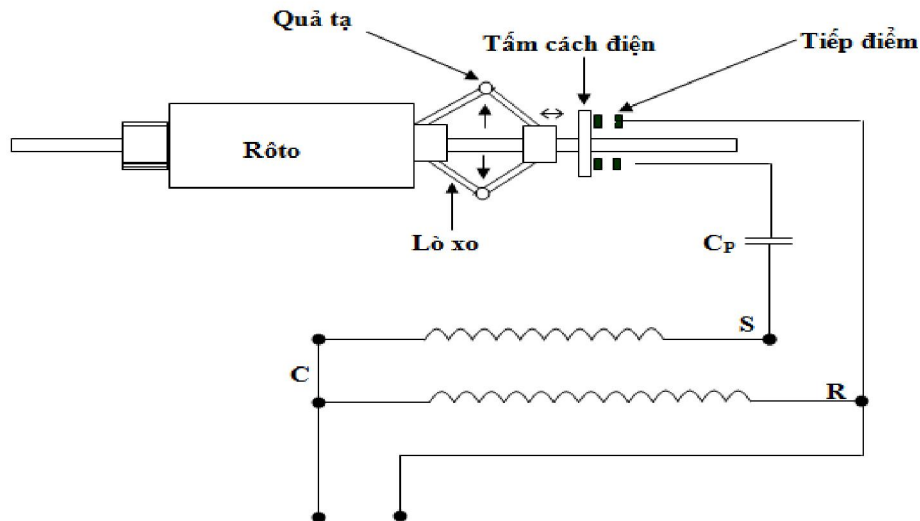 Quả tạ
Tấm cách điện
Tiếp điểm
Rôto
Lò xo
CP
S
C
R